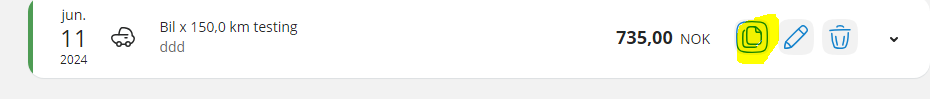 jun.
11
2024
Bil x 150,0 km testing
ddd
735,00 NOK